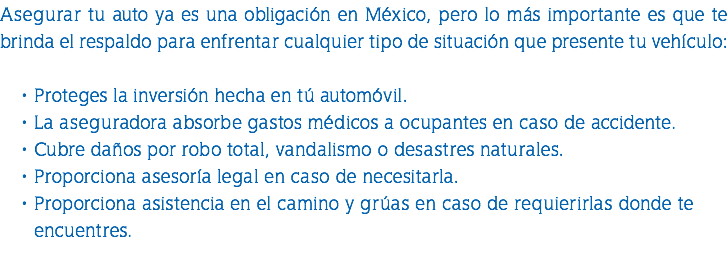 Asegurar tu auto ya es una obligación en México, pero lo más importante es que te
brinda el respaldo para enfrentar cualquier tipo de situación que presente tu vehículo:
• Proteges la inversión hecha en tú automóvil.
• La aseguradora absorbe gastos médicos a ocupantes en caso de accidente.
• Cubre daños por robo total, vandalismo o desastres naturales.
• Proporciona asesoría legal en caso de necesitarla.
• Proporciona asistencia en el camino y grúas en caso de requierirlas donde te
encuentres.